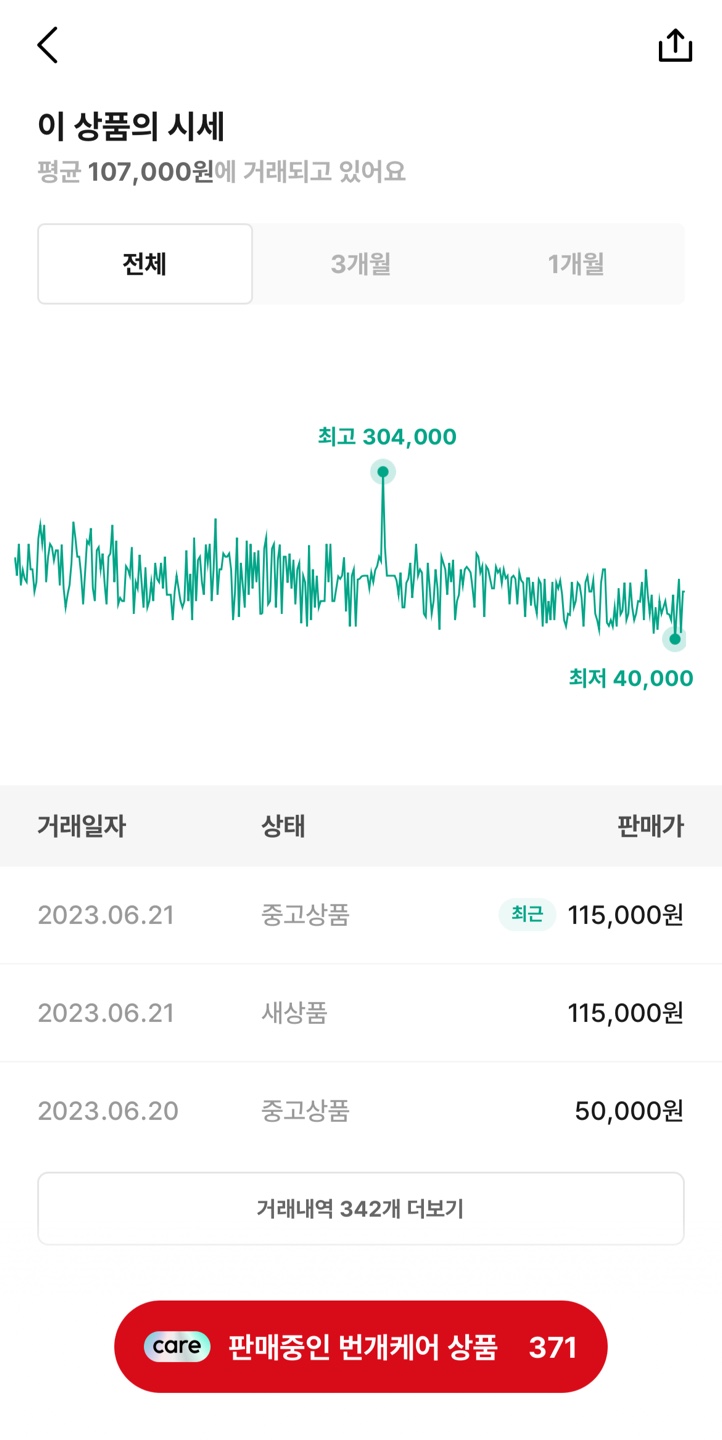 이 상품의 시세
평균 107,000원에 거래되고 있어요
전체 3개월 1개월
최고 304,000
최저 40,000
거래일자 상태 판매가
2023.06.21 중고상품 최근 115,000원
2023.06.21 새상품 115,000원
2023.06.20 중고상품 50,000원
거래내역 342개 더보기
care 판매중인 번개케어 상품 371